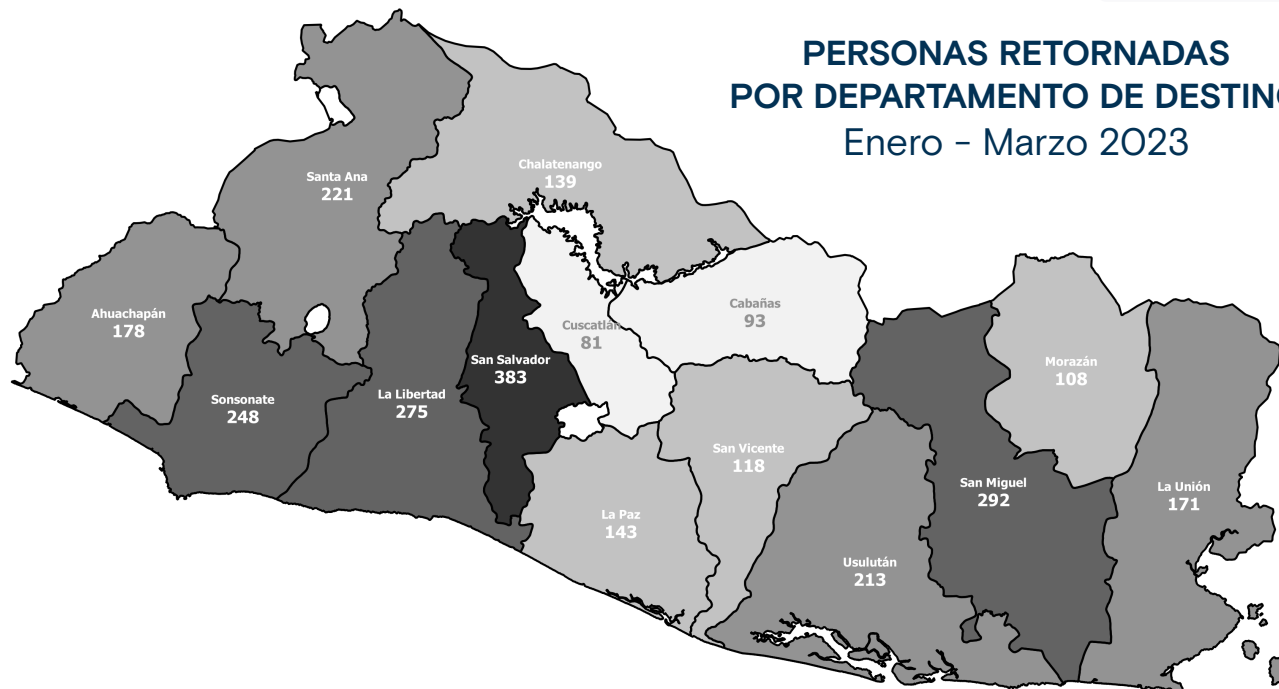 PERSONAS RETORNADAS
POR DEPARTAMENTO DE DESTINO
Enero - Marzo 2023
Chalatenango
139
Santa Ana
221
Ahuachapán
178
Cabañas
93
Cuscatlán
81
San Salvador
383
Morazán
108
La Libertad
275
Sonsonate
248
San Vicente
118
San Miguel
292
La Unión
171
La Paz
143
Usulután
213